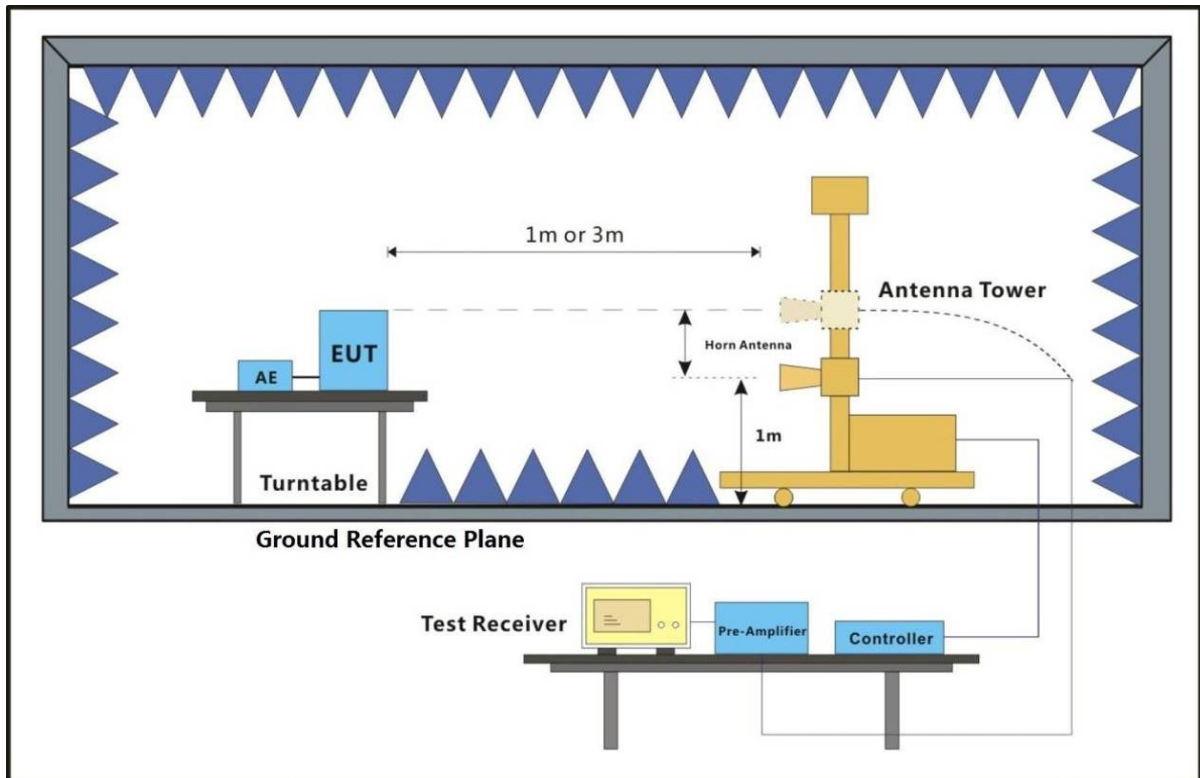 1m or 3m
Antenna Tower
Horn Antenna
EUT
AE
1m
Turntable
Ground Reference Plane
Test Receiver
Pre-Amplifier
Controller